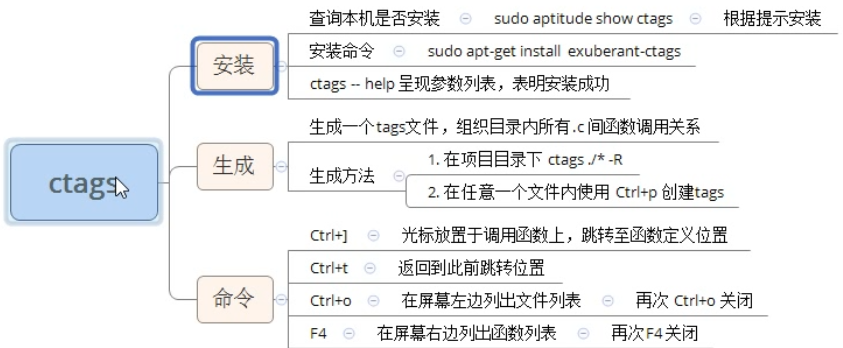 ctags
安装
查询本机是否安装 sudo aptitude show ctags 根据提示安装
安装命令 sudo apt-get install exuberant-ctags
ctags -- help 呈现参数列表，表明安装成功
生成
生成一个tags文件，组织目录内所有.c 间函数调用关系
生成方法
1. 在项目目录下 ctags ./* -R
2. 在任意一个文件内使用 Ctrl+p 创建tags
命令
Ctrl+] 光标放置于调用函数上，跳转至函数定义位置
Ctrl+t 返回到此前跳转位置
Ctrl+o 在屏幕左边列出文件列表 再次 Ctrl+o 关闭
F4 在屏幕右边列出函数列表 再次F4关闭